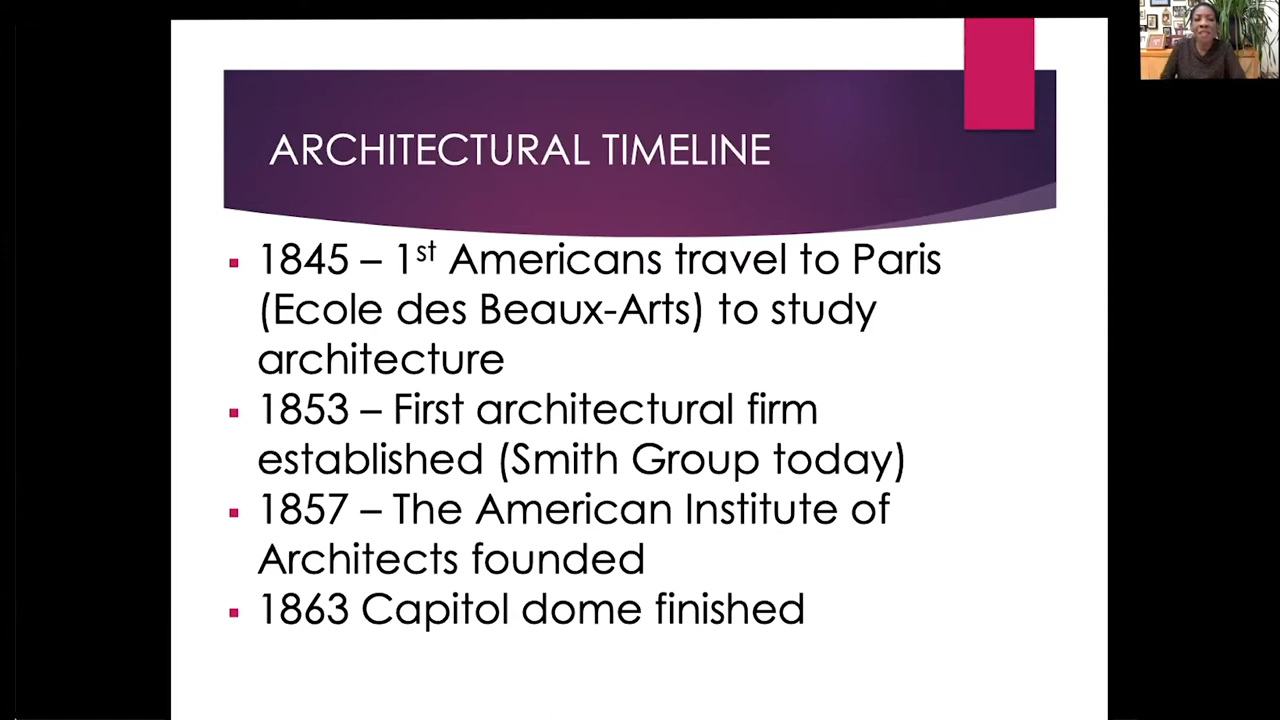 ARCHITECTURAL TIMELINE
▪ 1845 – 1st Americans travel to Paris
(Ecole des Beaux-Arts) to study
architecture
▪ 1853 – First architectural firm
established (Smith Group today)
▪ 1857 – The American Institute of
Architects founded
▪ 1863 Capitol dome finished